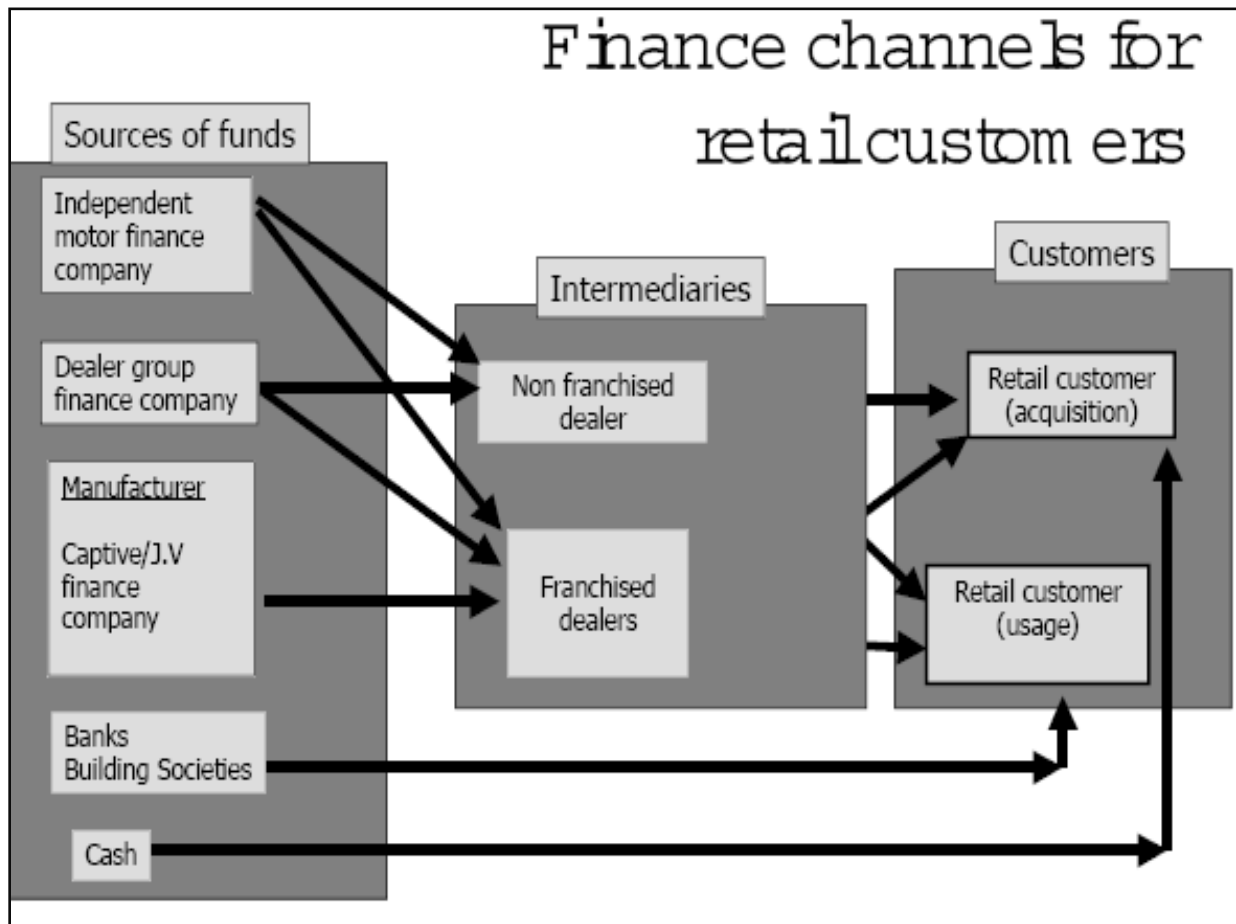 Finance channels for
retail customers
Sources of funds
Independent
motor finance
company
Dealer group
finance company
Manufacturer
Captive/J.V
finance
company
Banks
Building Societies
Cash
Intermediaries
Non franchised
dealer
Franchised
dealers
Customers
Retail customer
(acquisition)
Retail customer
(usage)